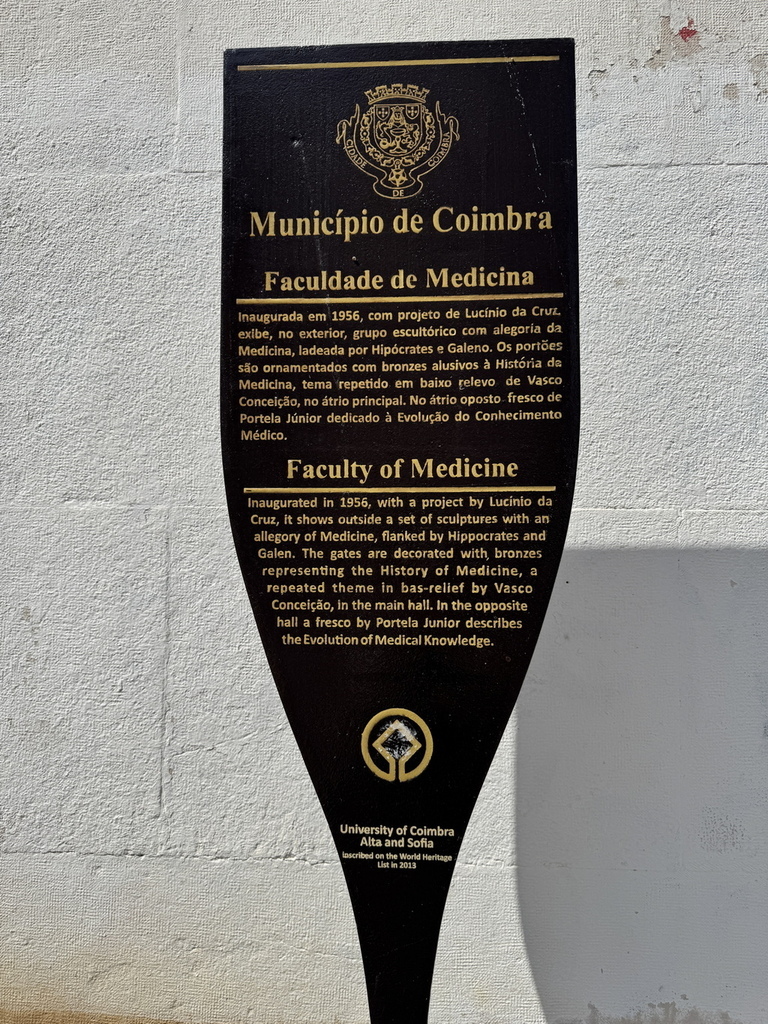 CIDADE DE COIMBRA
Município de Coimbra
Faculdade de Medicina
Inaugurada em 1956, com projeto de Lucínio da Cruz,
exibe, no exterior, grupo escultórico com alegoria da
Medicina, ladeada por Hipócrates e Galeno. Os portões
são ornamentados com bronzes alusivos à História da
Medicina, tema repetido em baixo relevo de Vasco
Conceição, no átrio principal. No átrio oposto fresco de
Portela Júnior dedicado à Evolução do Conhecimento
Médico.
Faculty of Medicine
Inaugurated in 1956, with a project by Lucínio da
Cruz, it shows outside a set of sculptures with an
allegory of Medicine, flanked by Hippocrates and
Galen. The gates are decorated with bronzes
representing the History of Medicine, a
repeated theme in bas-relief by Vasco
Conceição, in the main hall. In the opposite
hall a fresco by Portela Junior describes
the Evolution of Medical Knowledge.
University of Coimbra
Alta and Sofia
Inscribed on the World Heritage
List in 2013